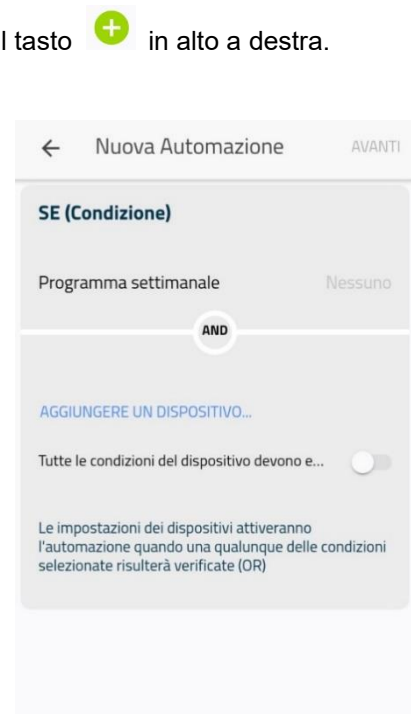 l tasto in alto a destra.
Nuova Automazione AVANTI
SE (Condizione)
Programma settimanale Nessuno
AND
AGGIUNGERE UN DISPOSITIVO...
Tutte le condizioni del dispositivo devono e...
Le impostazioni dei dispositivi attiveranno
l'automazione quando una qualunque delle condizioni
selezionate risulterà verificate (OR)